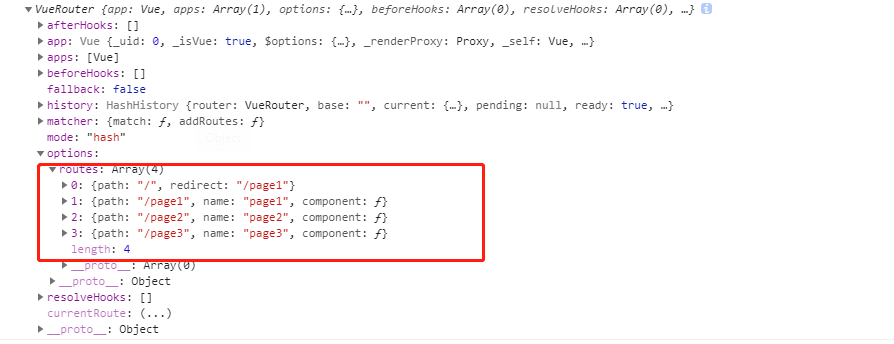 ▼VueRouter {app: Vue, apps: Array(1), options: {…}, beforeHooks: Array(0), resolveHooks: Array(0), …} i
▶afterHooks: []
▶app: Vue {_uid: 0, _isVue: true, $options: {…}, _renderProxy: Proxy, _self: Vue, …}
▶apps: [Vue]
▶beforeHooks: []
fallback: false
▶history: HashHistory {router: VueRouter, base: "", current: {…}, pending: null, ready: true, …}
▶matcher: {match: ƒ, addRoutes: ƒ}
mode: "hash"
▼options:
▼routes: Array(4)
▶0: {path: "/", redirect: "/page1"}
▶1: {path: "/page1", name: "page1", component: ƒ}
▶2: {path: "/page2", name: "page2", component: ƒ}
▶3: {path: "/page3", name: "page3", component: ƒ}
length: 4
▶__proto__: Array(0)
▶__proto__: Object
▶resolveHooks: []
currentRoute: (...)
▶__proto__: Object